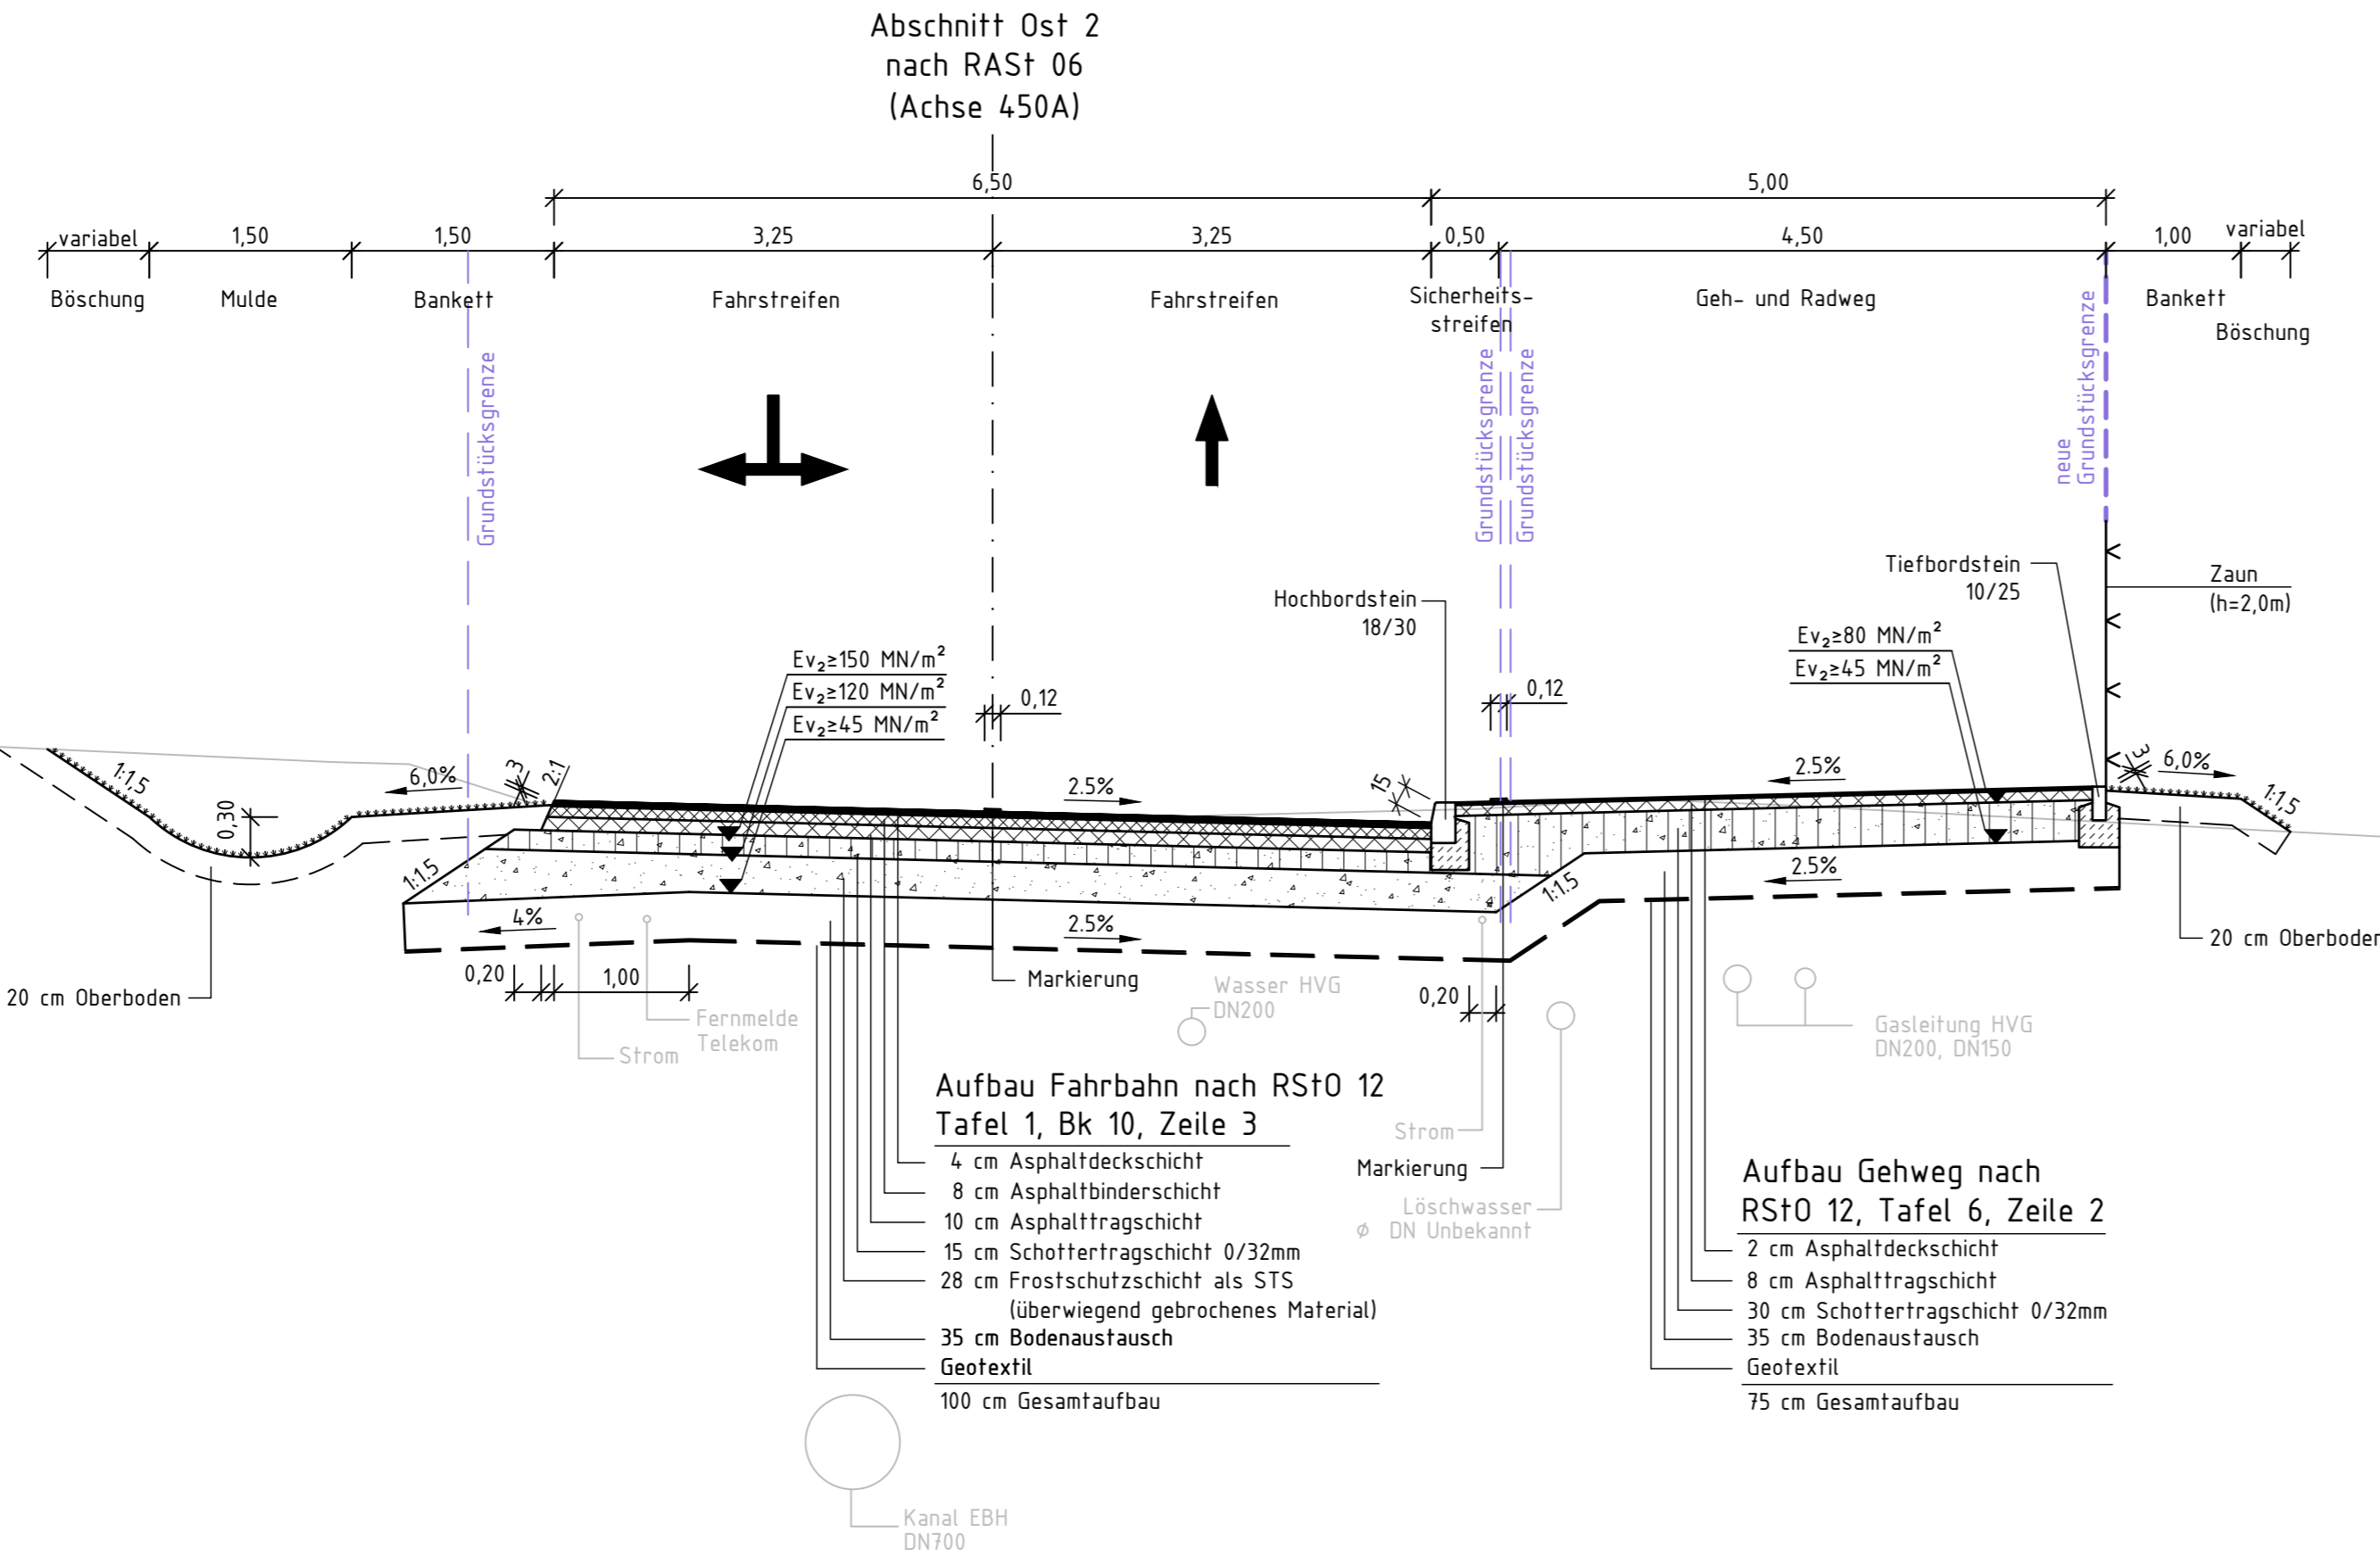 Abschnitt Ost 2
nach RASt 06
(Achse 450A)
6,50
5,00
variabel
1,50
1,50
3,25
3,25
0,50
4,50
1,00
variabel
Böschung
Mulde
Bankett
Fahrstreifen
Fahrstreifen
Sicherheits-
streifen
Geh- und Radweg
Bankett
Böschung
Grundstücksgrenze
Grundstücksgrenze
Grundstücksgrenze
neue
Grundstücksgrenze
Hochbordstein
18/30
Tiefbordstein
10/25
Zaun
(h=2,0m)
Ev₂≥150 MN/m²
Ev₂≥120 MN/m²
Ev₂≥45 MN/m²
0,12
0,12
Ev₂≥80 MN/m²
Ev₂≥45 MN/m²
1:1,5
0,30
6,0%
3
2:1
2.5%
15
2.5%
3
6,0%
1:1,5
1:1.5
4%
2.5%
1:1.5
2.5%
20 cm Oberboden
0,20
1,00
Markierung
0,20
20 cm Oberboden
Strom
Fernmelde
Telekom
Wasser HVG
DN200
Gasleitung HVG
DN200, DN150
Strom
Markierung
Löschwasser
ø DN Unbekannt
Aufbau Fahrbahn nach RStO 12
Tafel 1, Bk 10, Zeile 3
4 cm Asphaltdeckschicht
8 cm Asphaltbinderschicht
10 cm Asphalttragschicht
15 cm Schottertragschicht 0/32mm
28 cm Frostschutzschicht als STS
(überwiegend gebrochenes Material)
35 cm Bodenaustausch
Geotextil
100 cm Gesamtaufbau
Aufbau Gehweg nach
RStO 12, Tafel 6, Zeile 2
2 cm Asphaltdeckschicht
8 cm Asphalttragschicht
30 cm Schottertragschicht 0/32mm
35 cm Bodenaustausch
Geotextil
75 cm Gesamtaufbau
Kanal EBH
DN700